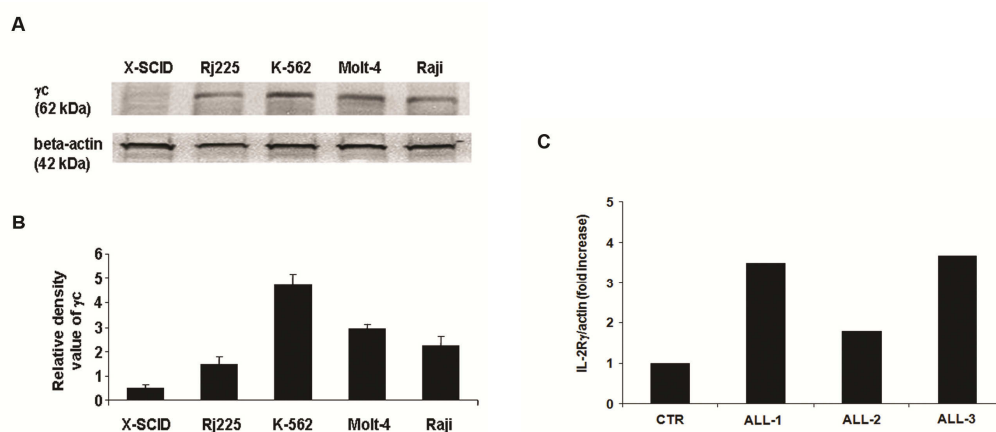 A
X-SCID Rj225 K-562 Molt-4 Raji
γc
(62 kDa)
beta-actin
(42 kDa)
B
Relative density
value of γc
6
5
4
3
2
1
0
X-SCID Rj225 K-562 Molt-4 Raji
C
IL-2Rγ/actin (fold increase)
5
4
3
2
1
0
CTR ALL-1 ALL-2 ALL-3